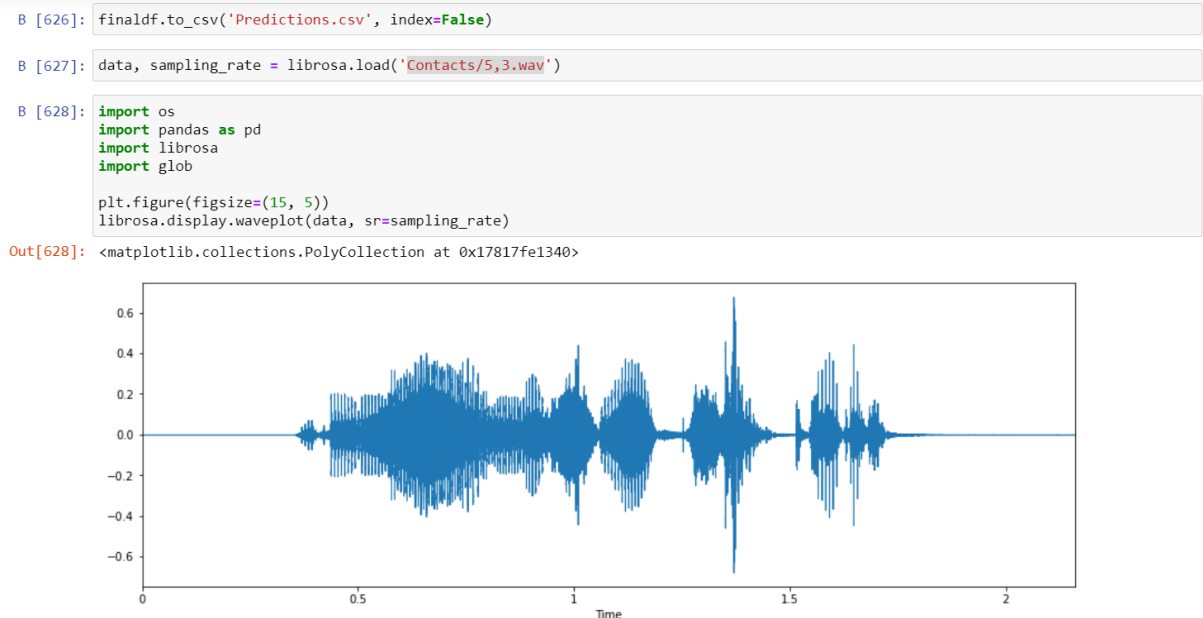 B [626]: finaldf.to_csv('Predictions.csv', index=False)
B [627]: data, sampling_rate = librosa.load('Contacts/5,3.wav')
B [628]: import os
import pandas as pd
import librosa
import glob
plt.figure(figsize=(15, 5))
librosa.display.waveplot(data, sr=sampling_rate)
Out[628]: <matplotlib.collections.PolyCollection at 0x17817fe1340>
0.6
0.4
0.2
0.0
−0.2
−0.4
−0.6
0 0.5 1 1.5 2
Time